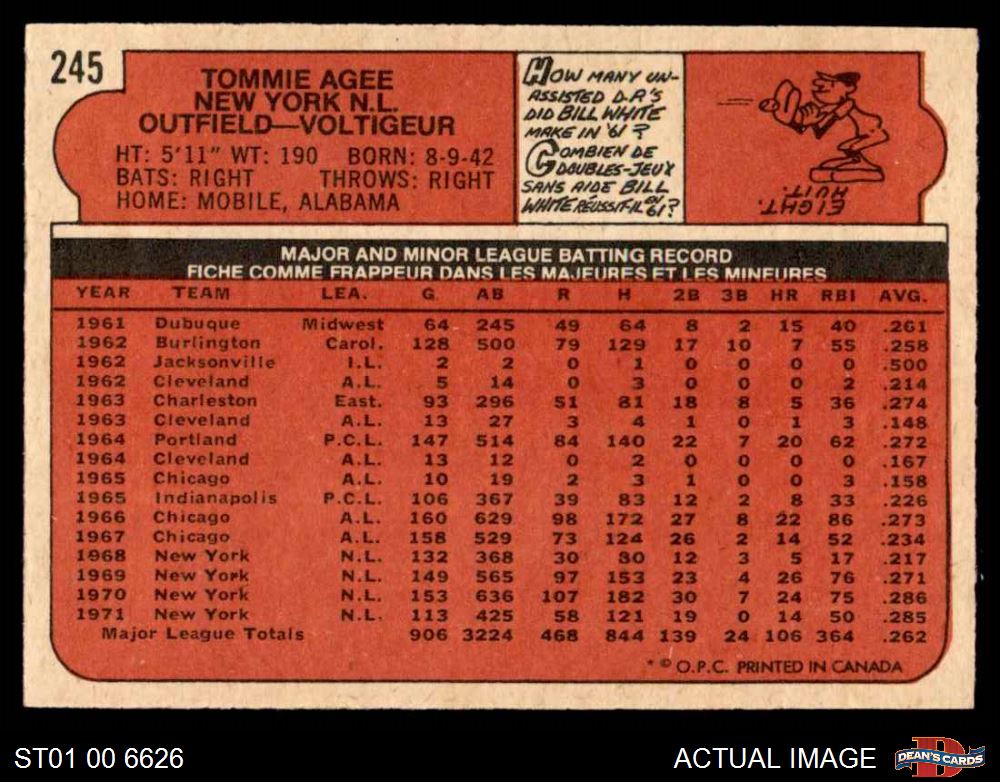 245
TOMMIE AGEE
NEW YORK N.L.
OUTFIELD—VOLTIGEUR
HT: 5'11" WT: 190 BORN: 8-9-42
BATS: RIGHT THROWS: RIGHT
HOME: MOBILE, ALABAMA
HOW MANY UN-
ASSISTED D.P.'S
DID BILL WHITE
MAKE IN '61?
COMBIEN DE
DOUBLES-JEUX
SANS AIDE BILL
WHITE RÉUSSIT-IL EN '61?
EIGHT.
HUIT.
MAJOR AND MINOR LEAGUE BATTING RECORD
FICHE COMME FRAPPEUR DANS LES MAJEURES ET LES MINEURES
YEAR TEAM LEA. G AB R H 2B 3B HR RBI AVG.
1961 Dubuque Midwest 64 245 49 64 8 2 15 40 .261
1962 Burlington Carol. 128 500 79 129 17 10 7 55 .258
1962 Jacksonville I.L. 2 2 0 1 0 0 0 0 .500
1962 Cleveland A.L. 5 14 0 3 0 0 0 2 .214
1963 Charleston East. 93 296 51 81 18 8 5 36 .274
1963 Cleveland A.L. 13 27 3 4 1 0 1 3 .148
1964 Portland P.C.L. 147 514 84 140 22 7 20 62 .272
1964 Cleveland A.L. 13 12 0 2 0 0 0 0 .167
1965 Chicago A.L. 10 19 2 3 1 0 0 3 .158
1965 Indianapolis P.C.L. 106 367 39 83 12 2 8 33 .226
1966 Chicago A.L. 160 629 98 172 27 8 22 86 .273
1967 Chicago A.L. 158 529 73 124 26 2 14 52 .234
1968 New York N.L. 132 368 30 80 12 3 5 17 .217
1969 New York N.L. 149 565 97 153 23 4 26 76 .271
1970 New York N.L. 153 636 107 182 30 7 24 75 .286
1971 New York N.L. 113 425 58 121 19 0 14 50 .285
Major League Totals 906 3224 468 844 139 24 106 364 .262
* © O.P.C. PRINTED IN CANADA
ST01 00 6626
ACTUAL IMAGE
D
DEAN'S CARDS